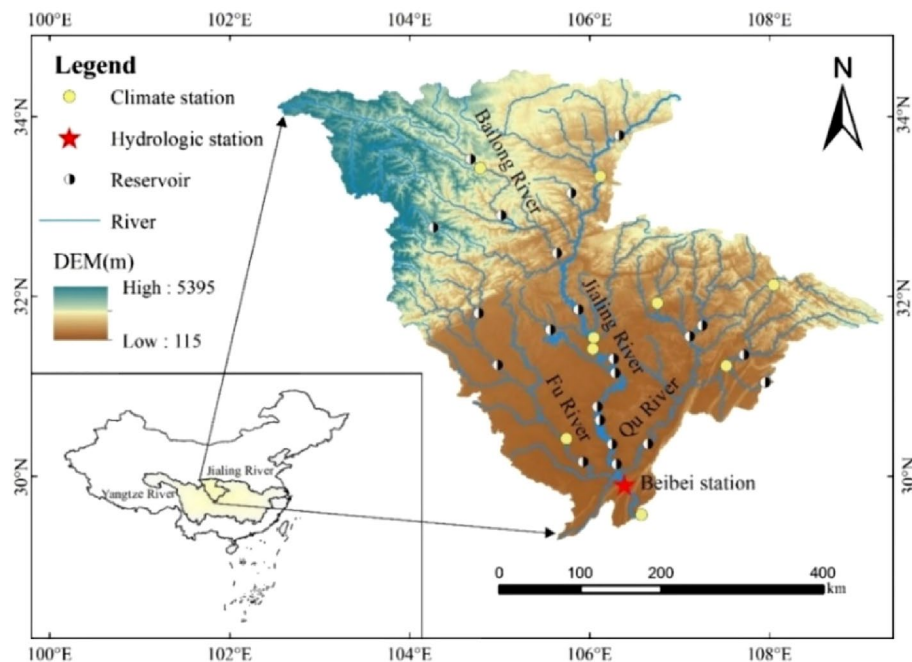 100°E 102°E 104°E 106°E 108°E
Legend
Climate station
Hydrologic station
Reservoir
River
DEM(m)
High : 5395
Low : 115
N
34°N
32°N
30°N
34°N
32°N
30°N
Bailong River
Jialing River
Fu River
Qu River
Beibei station
Jialing River
Yangtze River
0 100 200 400
km
100°E 102°E 104°E 106°E 108°E